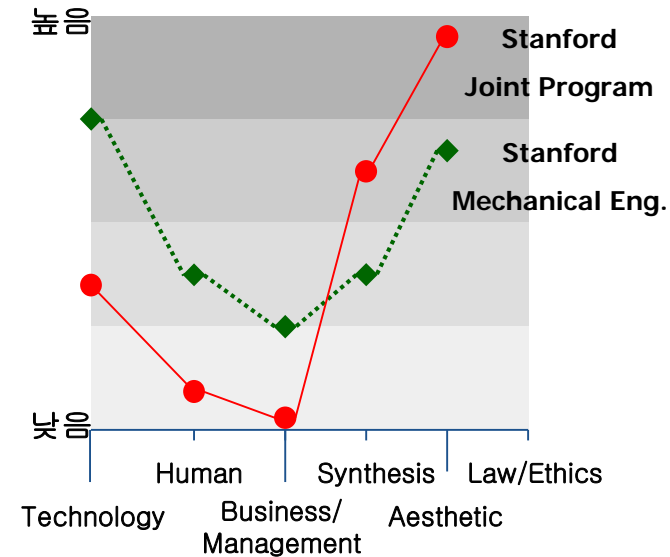 높음
Stanford
Joint Program
Stanford
Mechanical Eng.
낮음
Human
Synthesis
Law/Ethics
Technology
Business/
Management
Aesthetic